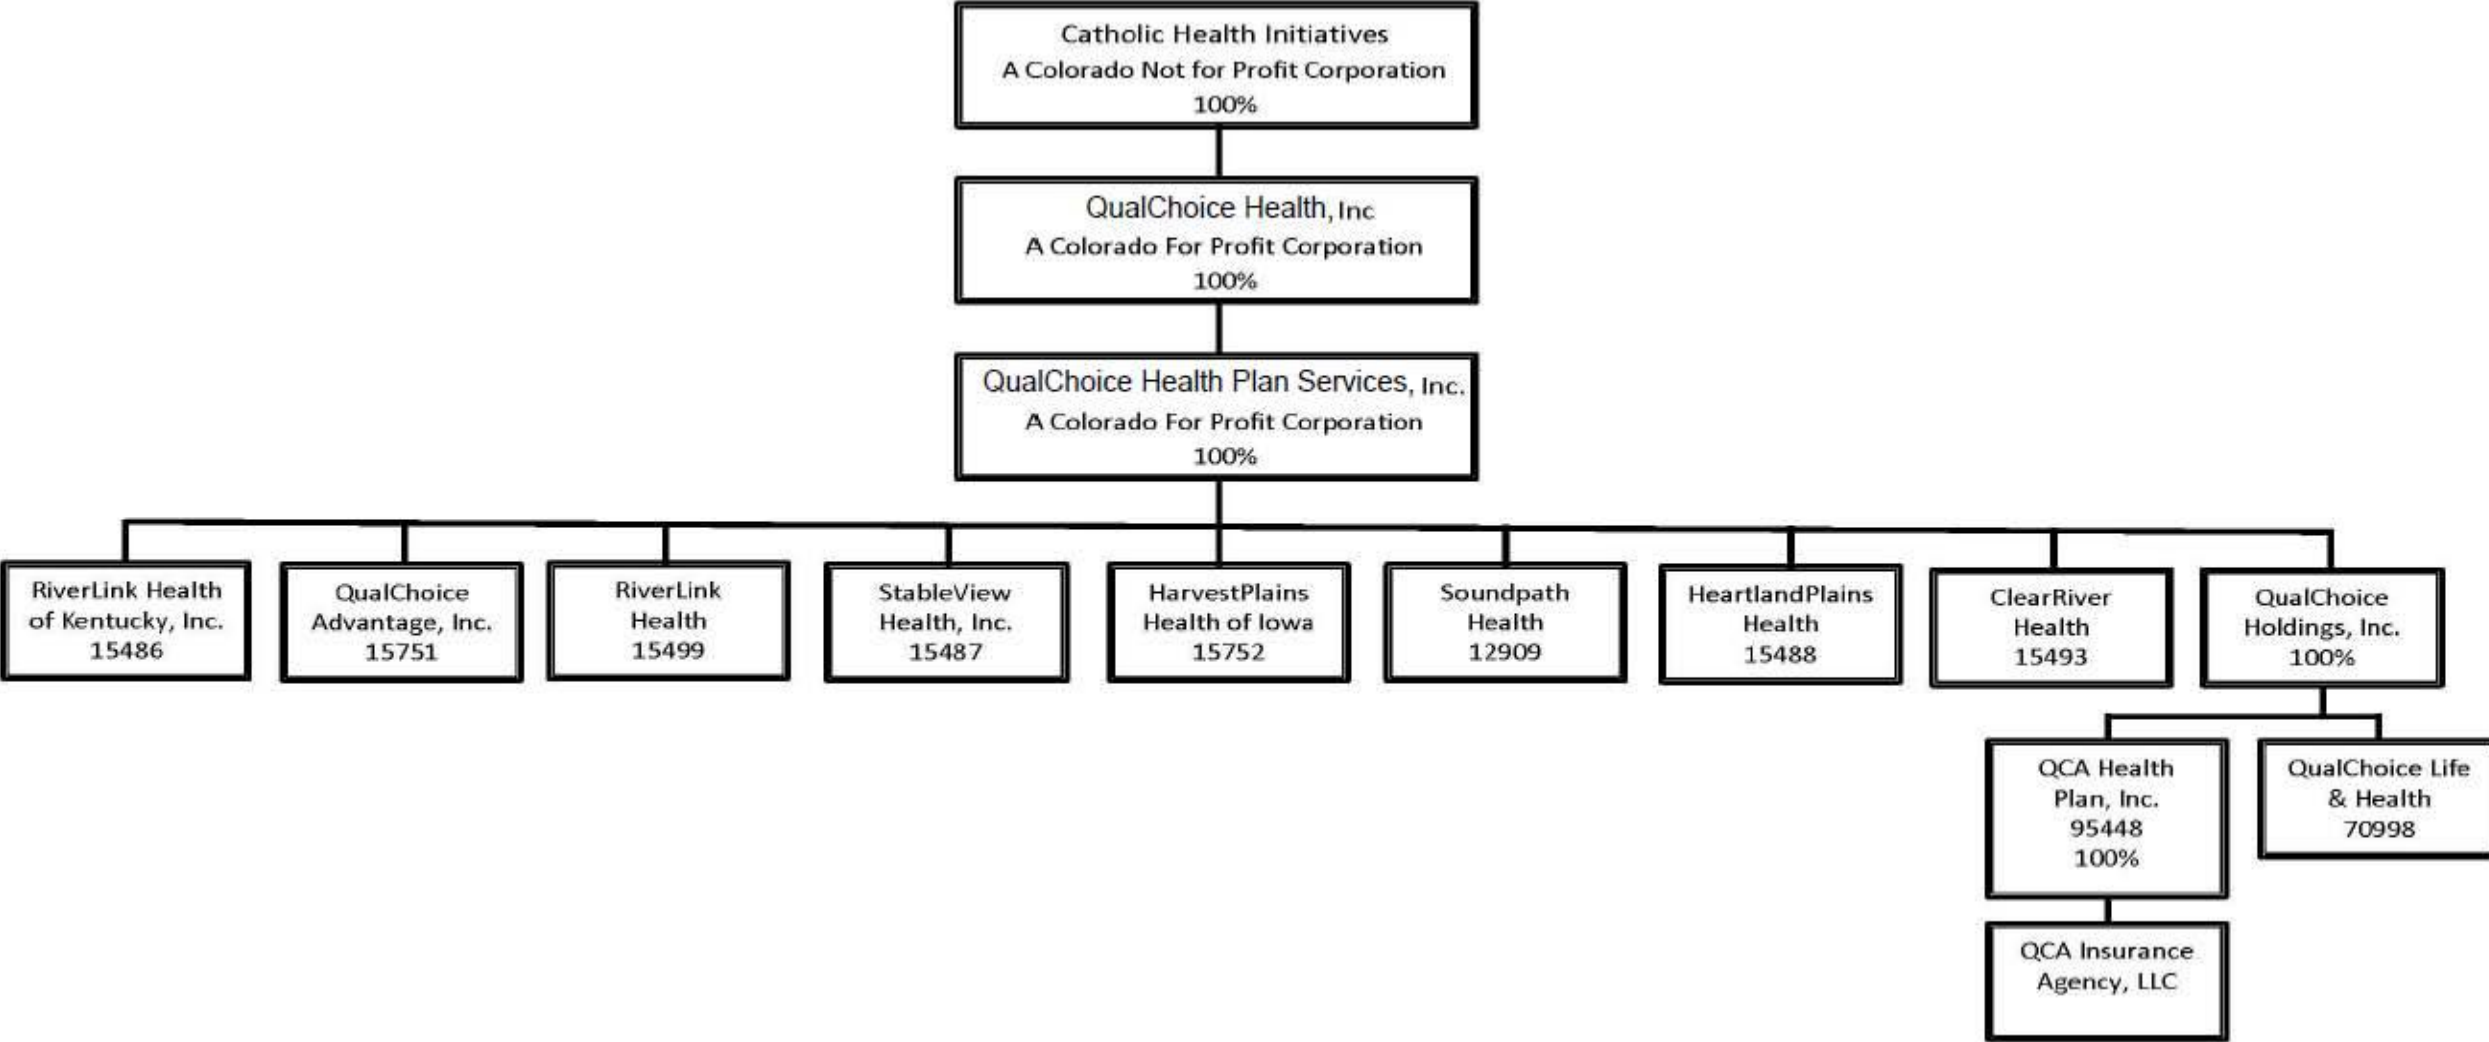 Catholic Health Initiatives
A Colorado Not for Profit Corporation
100%
QualChoice Health, Inc
A Colorado For Profit Corporation
100%
QualChoice Health Plan Services, Inc.
A Colorado For Profit Corporation
100%
RiverLink Health
of Kentucky, Inc.
15486
QualChoice
Advantage, Inc.
15751
RiverLink
Health
15499
StableView
Health, Inc.
15487
HarvestPlains
Health of Iowa
15752
Soundpath
Health
12909
HeartlandPlains
Health
15488
ClearRiver
Health
15493
QualChoice
Holdings, Inc.
100%
QCA Health
Plan, Inc.
95448
100%
QualChoice Life
& Health
70998
QCA Insurance
Agency, LLC